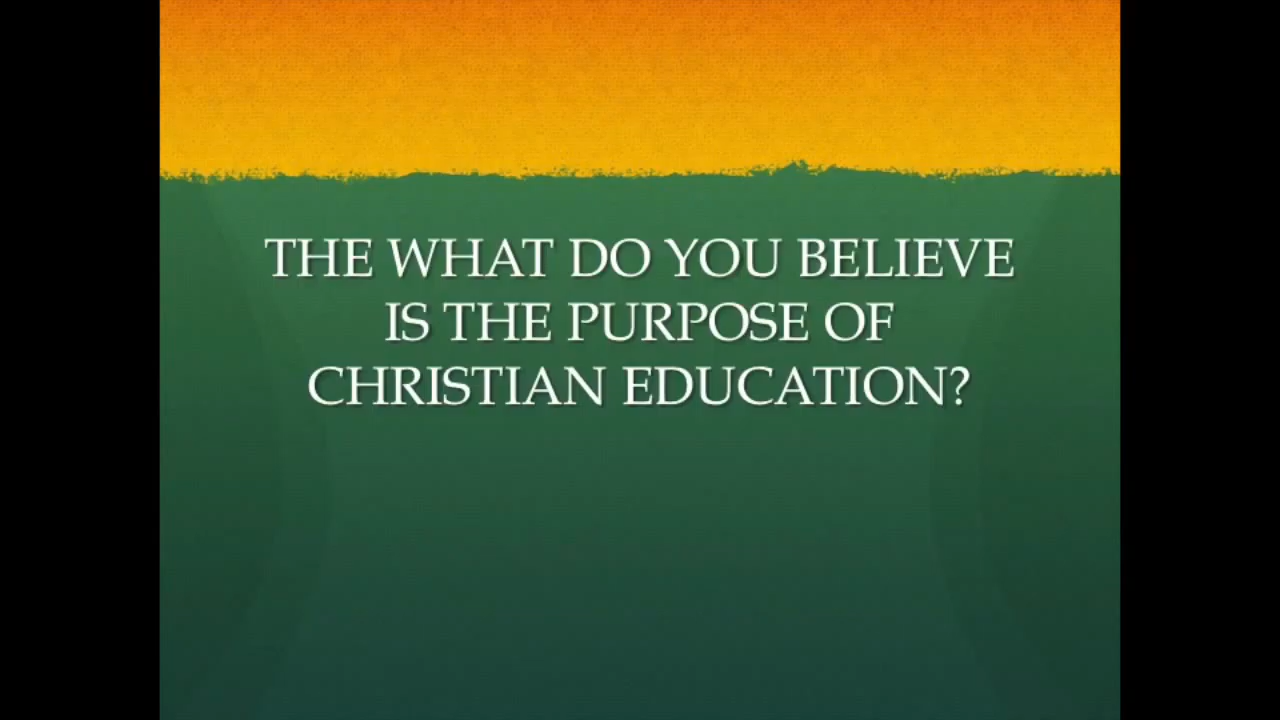 THE WHAT DO YOU BELIEVE
IS THE PURPOSE OF
CHRISTIAN EDUCATION?